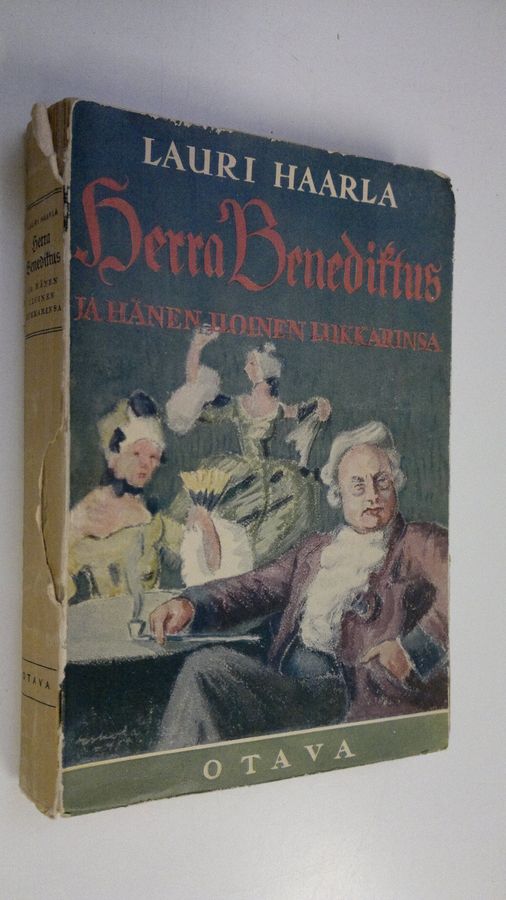 LAURI HAARLA
Herra Benediktus
JA HÄNEN ILOINEN LUKKARINSA
OTAVA
LAURI HAARLA
Herra
Benediktus
JA HÄNEN
ILOINEN
LUKKARINSA
OTAVA